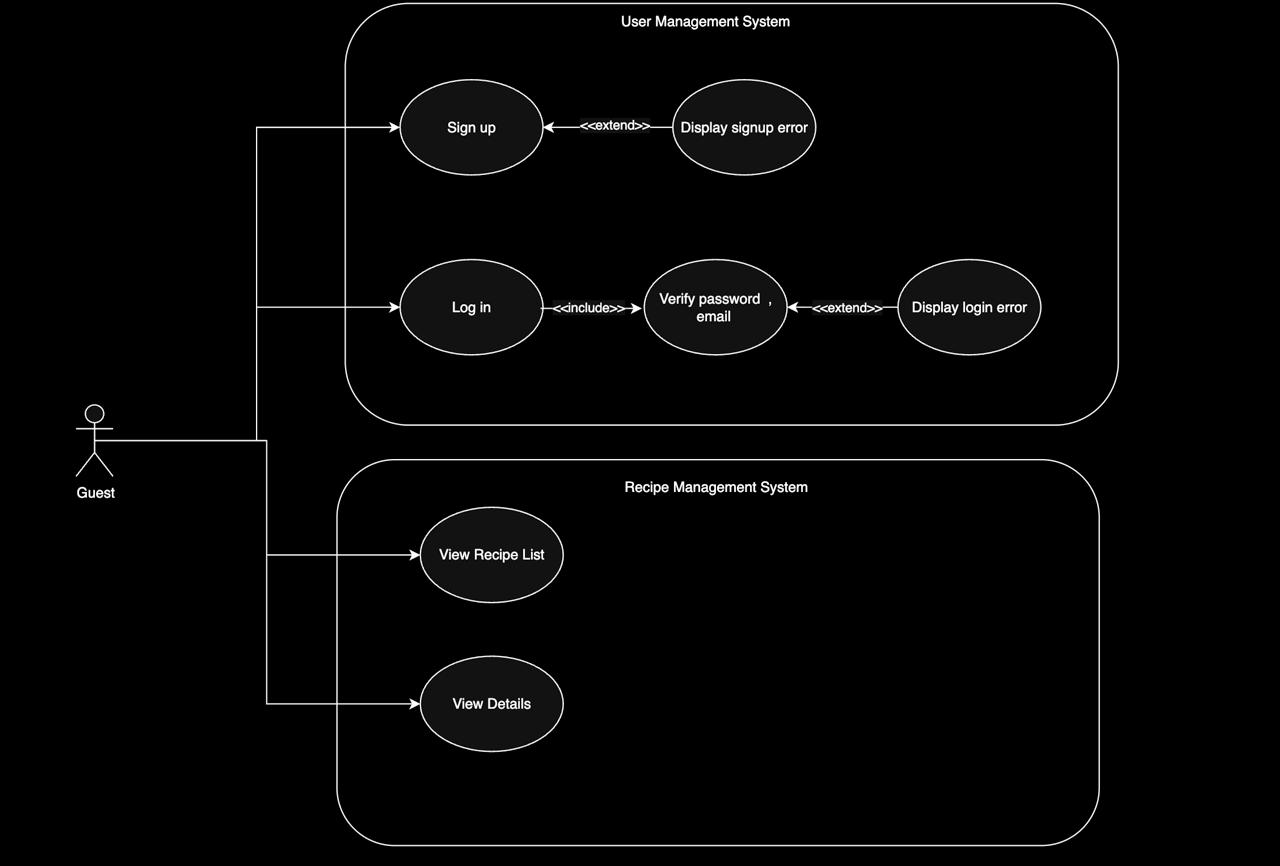 User Management System
Sign up
<<extend>>
Display signup error
Log in
<<include>>
Verify password ,
email
<<extend>>
Display login error
Guest
Recipe Management System
View Recipe List
View Details